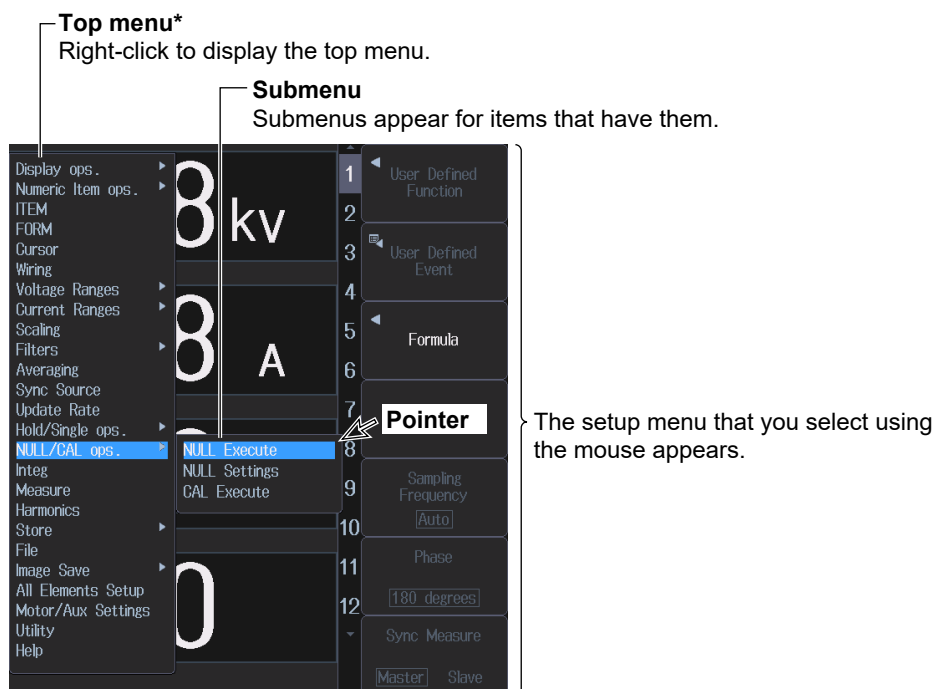 Top menu*
Right-click to display the top menu.
Submenu
Submenus appear for items that have them.
Display ops.
Numeric Item ops.
ITEM
FORM
Cursor
Wiring
Voltage Ranges
Current Ranges
Scaling
Filters
Averaging
Sync Source
Update Rate
Hold/Single ops.
NULL/CAL ops.
Integ
Measure
Harmonics
Store
File
Image Save
All Elements Setup
Motor/Aux Settings
Utility
Help
NULL Execute
NULL Settings
CAL Execute
8 kV
8 A
0
1
2
3
4
5
6
7
8
9
10
11
12
Pointer
User Defined
Function
User Defined
Event
Formula
Sampling
Frequency
Auto
Phase
180 degrees
Sync Measure
Master Slave
The setup menu that you select using
the mouse appears.